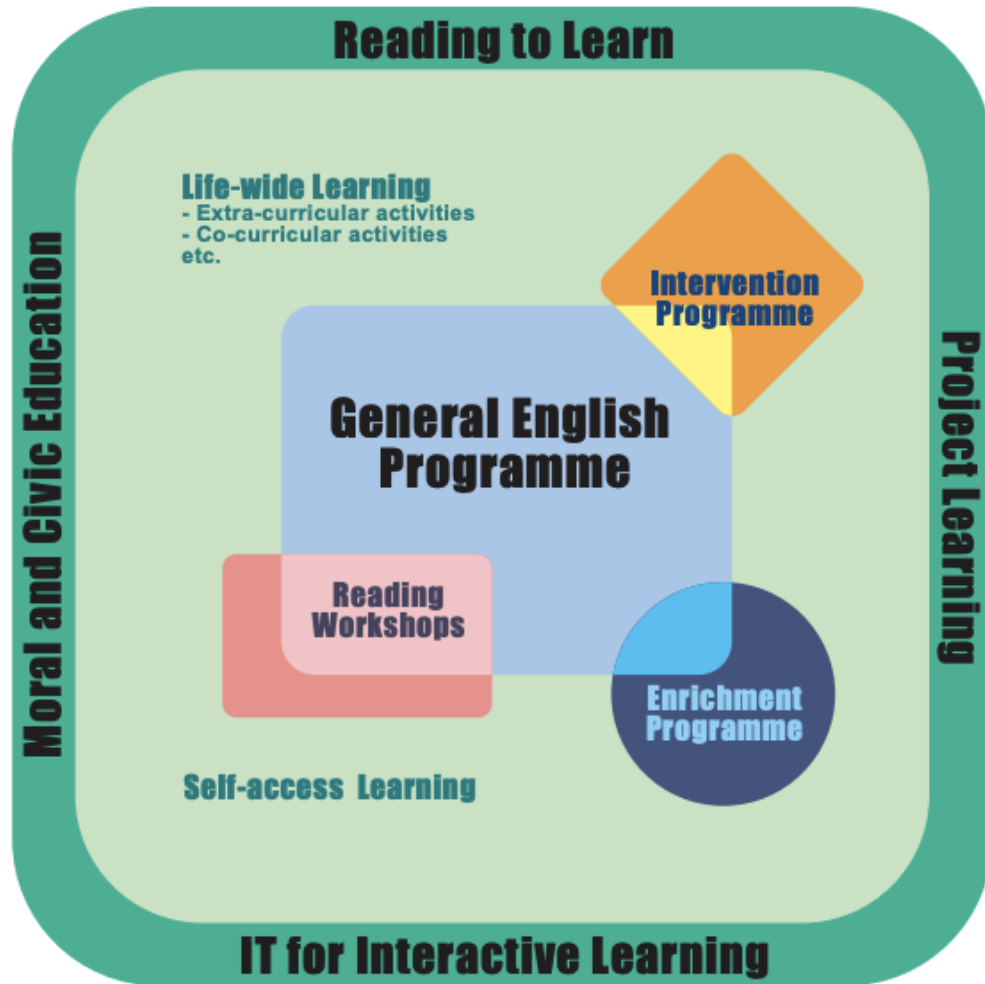 Reading to Learn
Life-wide Learning
- Extra-curricular activities
- Co-curricular activities
etc.
Intervention
Programme
Moral and Civic Education
Project Learning
General English
Programme
Reading
Workshops
Enrichment
Programme
Self-access Learning
IT for Interactive Learning